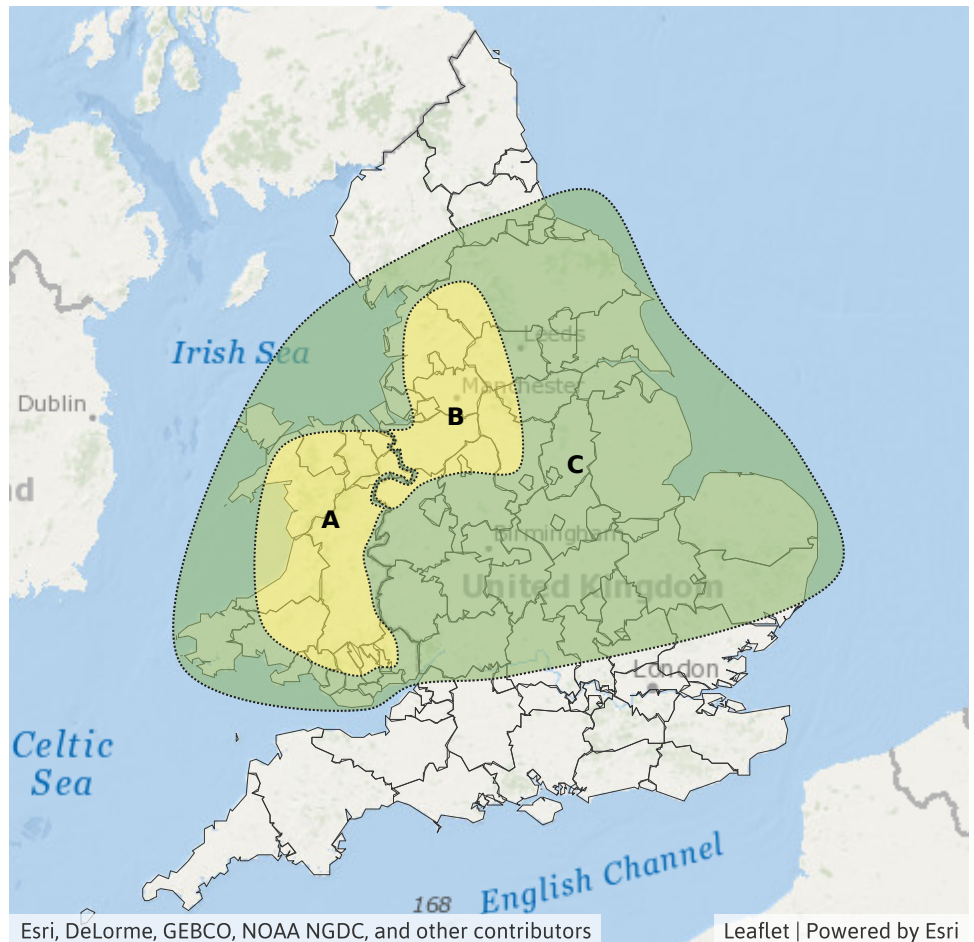 Leeds
Irish Sea
Manchester
Dublin
B
C
nd
A
Birmingham
United Kingdom
London
Celtic
Sea
English Channel
168
Esri, DeLorme, GEBCO, NOAA NGDC, and other contributors
Leaflet | Powered by Esri